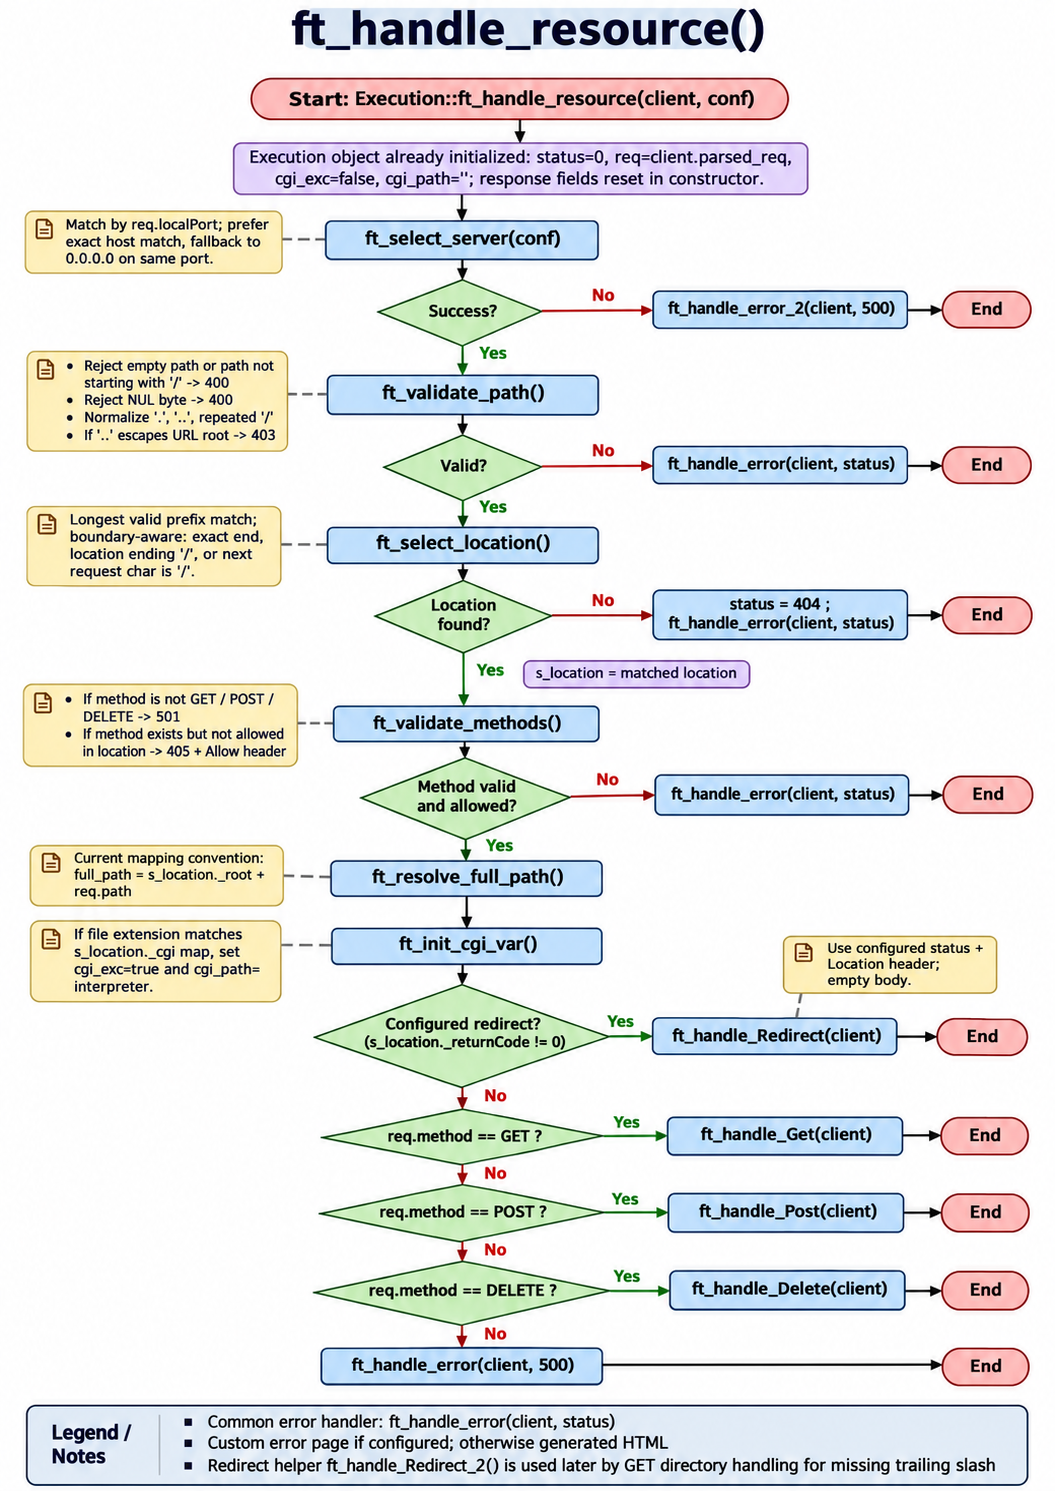 ft_handle_resource()
Start: Execution::ft_handle_resource(client, conf)
Execution object already initialized: status=0, req=client.parsed_req,
cgi_exc=false, cgi_path=''; response fields reset in constructor.
Match by req.localPort; prefer
exact host match, fallback to
0.0.0.0 on same port.
ft_select_server(conf)
Success?
No
ft_handle_error_2(client, 500)
End
Yes
• Reject empty path or path not
starting with '/' -> 400
• Reject NUL byte -> 400
• Normalize '.', '..', repeated '/'
• If '..' escapes URL root -> 403
ft_validate_path()
Valid?
No
ft_handle_error(client, status)
End
Yes
Longest valid prefix match;
boundary-aware: exact end,
location ending '/', or next
request char is '/'.
ft_select_location()
Location
found?
No
status = 404 ;
ft_handle_error(client, status)
End
Yes
s_location = matched location
• If method is not GET / POST /
DELETE -> 501
• If method exists but not allowed
in location -> 405 + Allow header
ft_validate_methods()
Method valid
and allowed?
No
ft_handle_error(client, status)
End
Yes
Current mapping convention:
full_path = s_location._root +
req.path
ft_resolve_full_path()
If file extension matches
s_location._cgi map, set
cgi_exc=true and cgi_path=
interpreter.
ft_init_cgi_var()
Use configured status +
Location header;
empty body.
Configured redirect?
(s_location._returnCode != 0)
Yes
ft_handle_Redirect(client)
End
No
req.method == GET ?
Yes
ft_handle_Get(client)
End
No
req.method == POST ?
Yes
ft_handle_Post(client)
End
No
req.method == DELETE ?
Yes
ft_handle_Delete(client)
End
No
ft_handle_error(client, 500)
End
Legend /
Notes
▪ Common error handler: ft_handle_error(client, status)
▪ Custom error page if configured; otherwise generated HTML
▪ Redirect helper ft_handle_Redirect_2() is used later by GET directory handling for missing trailing slash